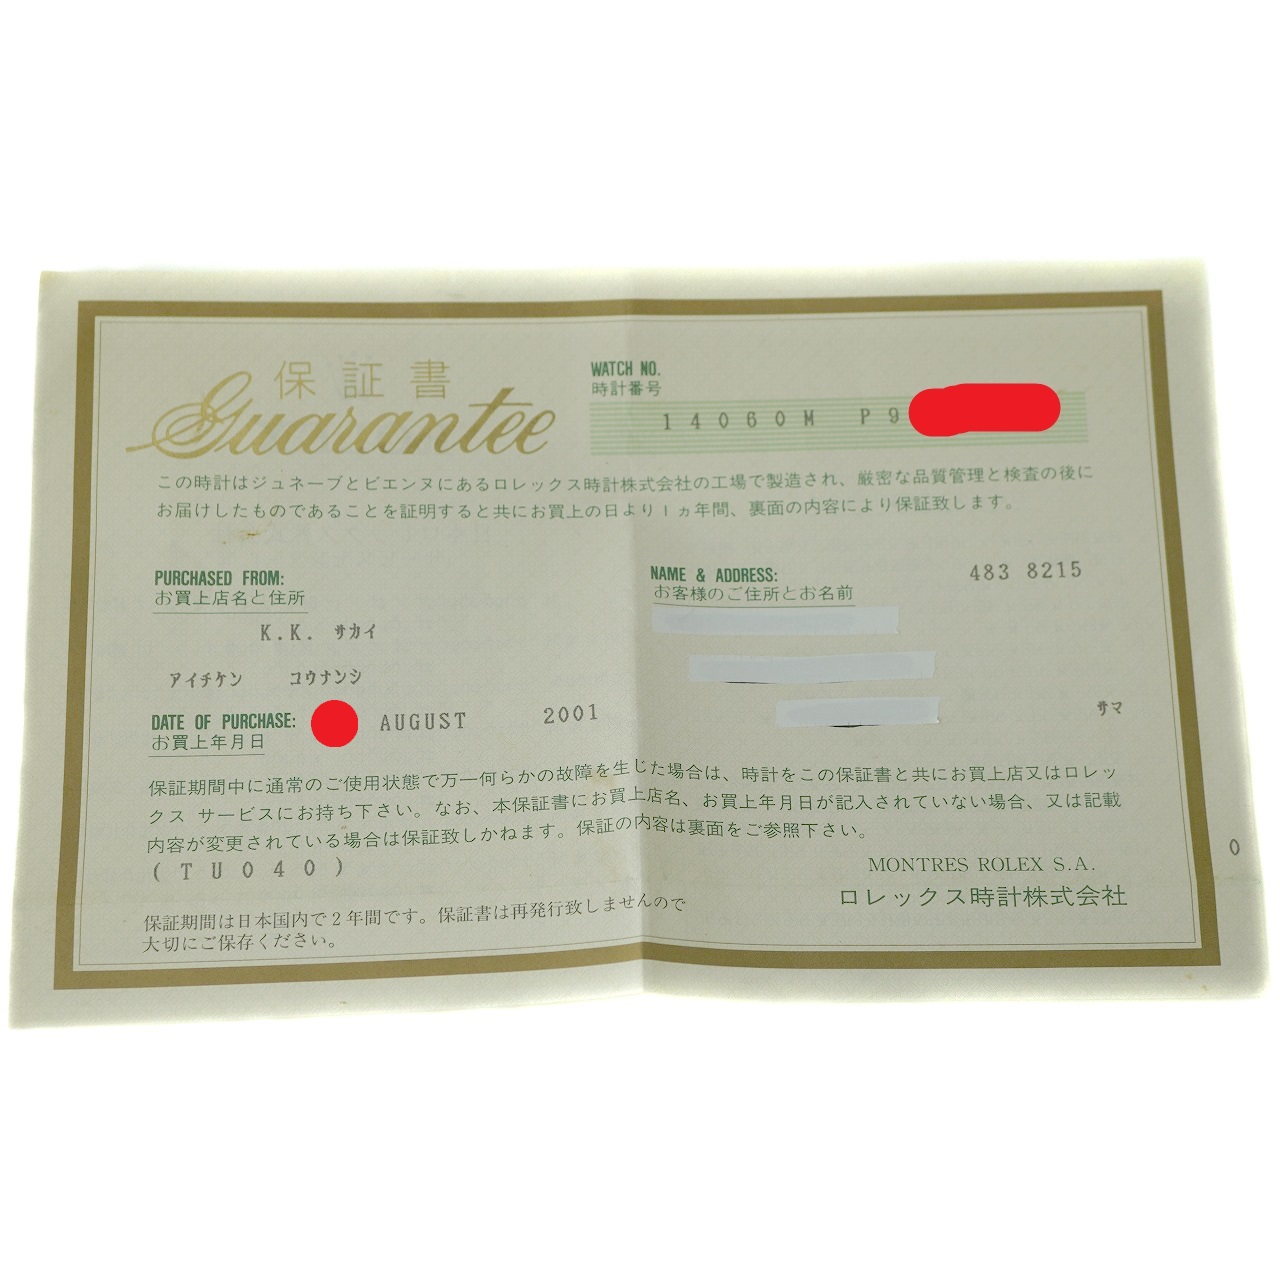 保証書
Guarantee
WATCH NO.
時計番号
14060M P9
この時計はジュネーブとビエンヌにあるロレックス時計株式会社の工場で製造され、厳密な品質管理と検査の後に
お届けしたものであることを証明すると共にお買上の日より1ヵ年間、裏面の内容により保証致します。
PURCHASED FROM:
お買上店名と住所
K.K. サカイ
アイチケン コウナンシ
NAME & ADDRESS: 483 8215
お客様のご住所とお名前
サマ
DATE OF PURCHASE: AUGUST 2001
お買上年月日
保証期間中に通常のご使用状態で万一何らかの故障を生じた場合は、時計をこの保証書と共にお買上店又はロレッ
クス サービスにお持ち下さい。なお、本保証書にお買上店名、お買上年月日が記入されていない場合、又は記載
内容が変更されている場合は保証致しかねます。保証の内容は裏面をご参照下さい。
(TU040)
MONTRES ROLEX S.A.
ロレックス時計株式会社
0
保証期間は日本国内で2年間です。保証書は再発行致しませんので
大切にご保存ください。